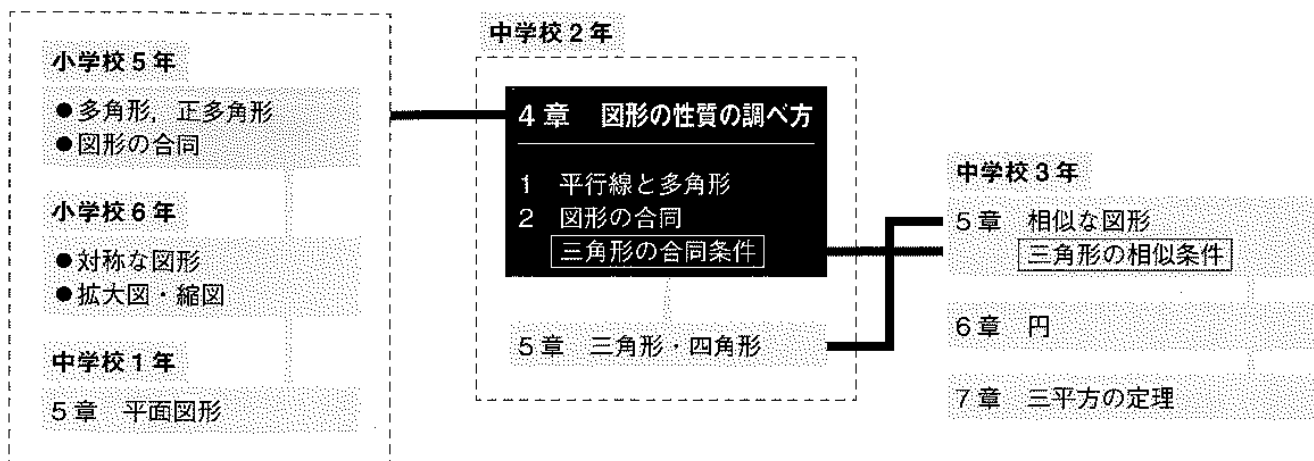 小学校5年
●多角形，正多角形
●図形の合同
小学校6年
●対称な図形
●拡大図・縮図
中学校1年
5章 平面図形
中学校2年
4章 図形の性質の調べ方
1 平行線と多角形
2 図形の合同
三角形の合同条件
5章 三角形・四角形
中学校3年
5章 相似な図形
三角形の相似条件
6章 円
7章 三平方の定理